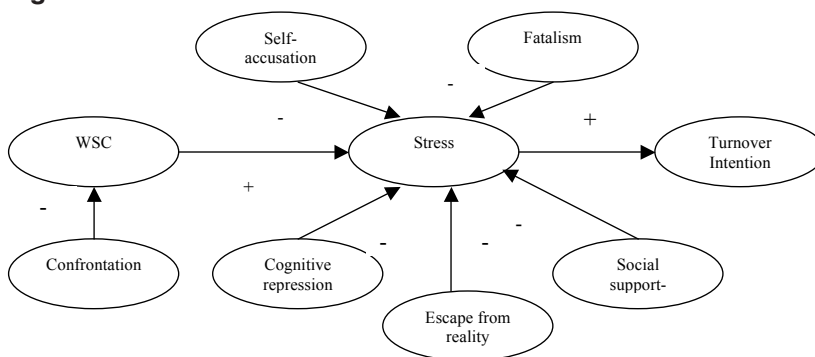 Self-
accusation
Fatalism
-
-
+
WSC
Stress
Turnover
Intention
+
-
-
-
-
Confrontation
Cognitive
repression
Social
support-
Escape from
reality